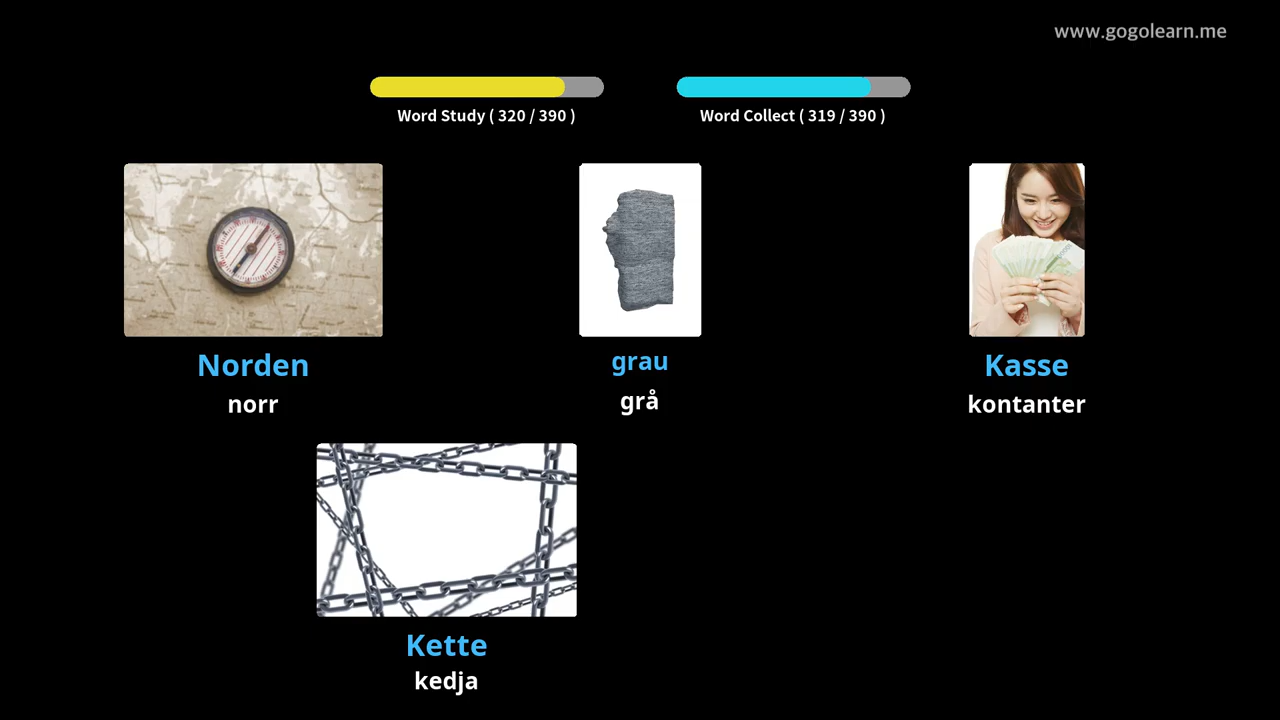 www.gogolearn.me
Word Study ( 320 / 390 )
Word Collect ( 319 / 390 )
Norden
norr
grau
grå
Kasse
kontanter
Kette
kedja